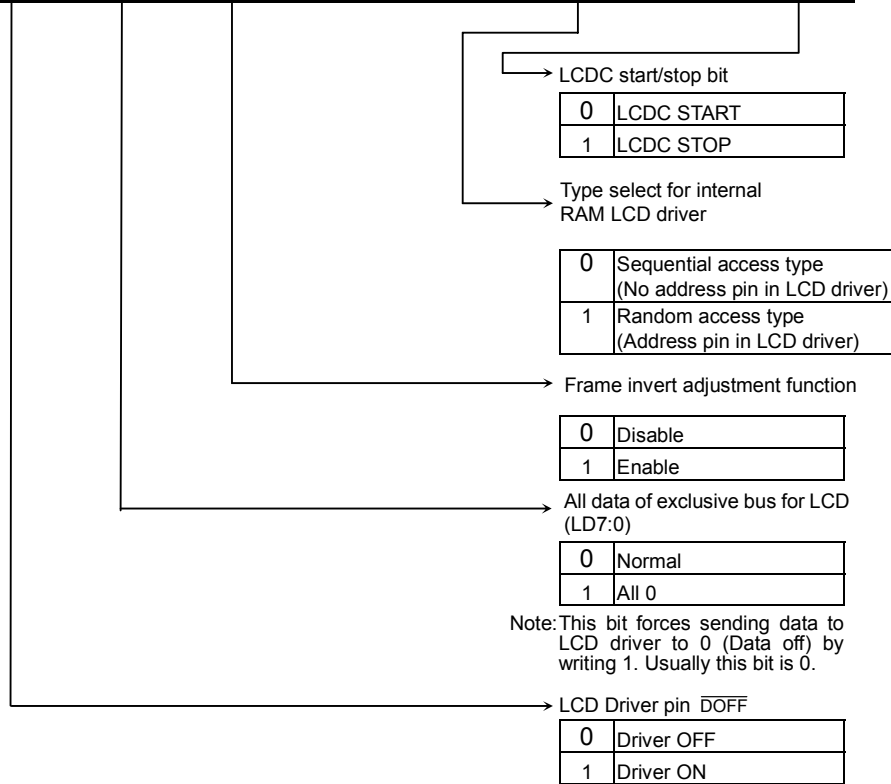 LCDC start/stop bit
0 LCDC START
1 LCDC STOP
Type select for internal
RAM LCD driver
0 Sequential access type
(No address pin in LCD driver)
1 Random access type
(Address pin in LCD driver)
Frame invert adjustment function
0 Disable
1 Enable
All data of exclusive bus for LCD
(LD7:0)
0 Normal
1 All 0
Note:This bit forces sending data to
LCD driver to 0 (Data off) by
writing 1. Usually this bit is 0.
LCD Driver pin D̅O̅F̅F̅
0 Driver OFF
1 Driver ON